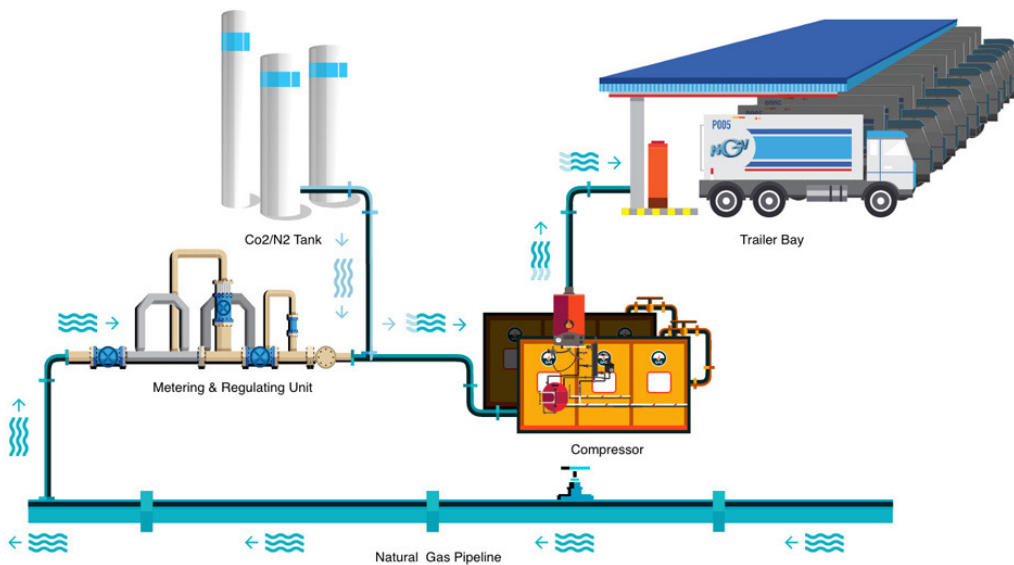 Co2/N2 Tank
P005
NGV
Trailer Bay
Metering & Regulating Unit
Compressor
Natural Gas Pipeline